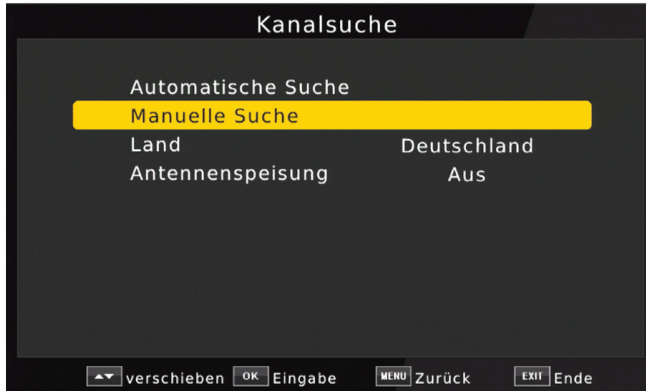 Kanalsuche
Automatische Suche
Manuelle Suche
Land Deutschland
Antennenspeisung Aus
verschieben OK Eingabe MENU Zurück EXIT Ende